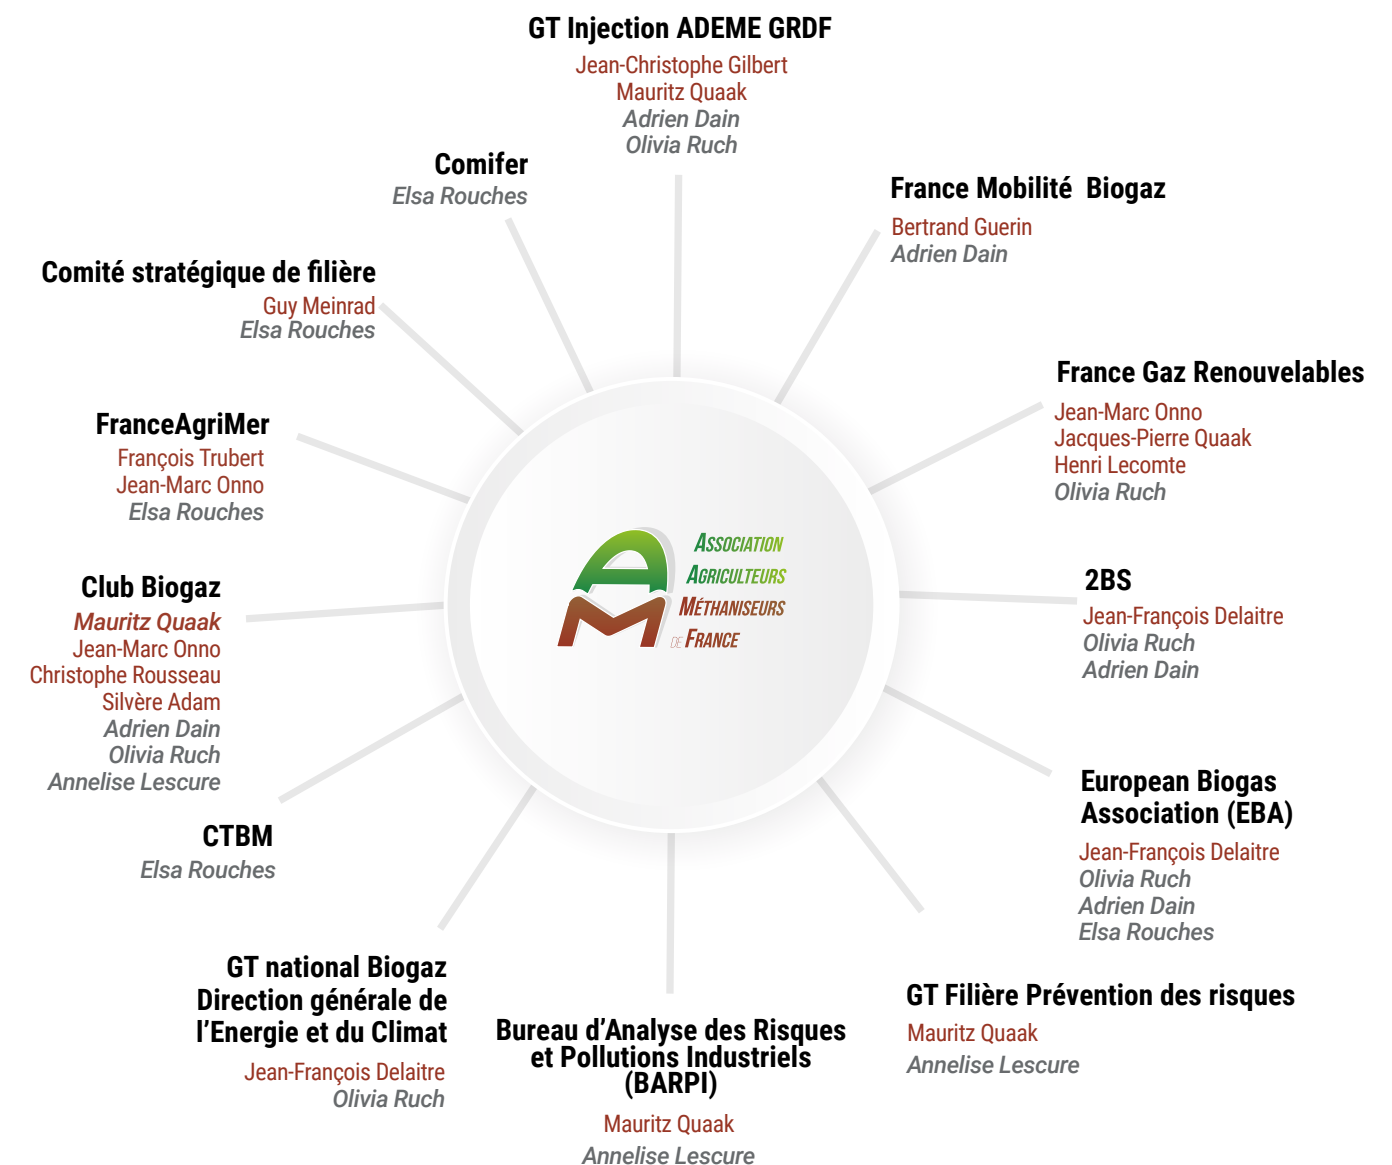 GT Injection ADEME GRDF
Jean-Christophe Gilbert
Mauritz Quaak
Adrien Dain
Olivia Ruch
Comifer
Elsa Rouches
France Mobilité Biogaz
Bertrand Guerin
Adrien Dain
Comité stratégique de filière
Guy Meinrad
Elsa Rouches
France Gaz Renouvelables
Jean-Marc Onno
Jacques-Pierre Quaak
Henri Lecomte
Olivia Ruch
FranceAgriMer
François Trubert
Jean-Marc Onno
Elsa Rouches
ASSOCIATION
AGRICULTEURS
MÉTHANISEURS
DE FRANCE
Club Biogaz
Mauritz Quaak
Jean-Marc Onno
Christophe Rousseau
Silvère Adam
Adrien Dain
Olivia Ruch
Annelise Lescure
2BS
Jean-François Delaitre
Olivia Ruch
Adrien Dain
European Biogas
Association (EBA)
Jean-François Delaitre
Olivia Ruch
Adrien Dain
Elsa Rouches
CTBM
Elsa Rouches
GT national Biogaz
Direction générale de
l’Energie et du Climat
Jean-François Delaitre
Olivia Ruch
Bureau d’Analyse des Risques
et Pollutions Industriels
(BARPI)
Mauritz Quaak
Annelise Lescure
GT Filière Prévention des risques
Mauritz Quaak
Annelise Lescure